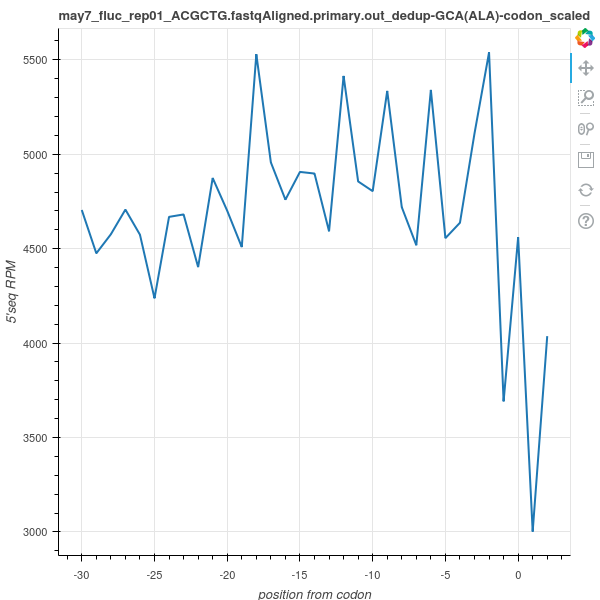 may7_fluc_rep01_ACGCTG.fastqAligned.primary.out_dedup-GCA(ALA)-codon_scaled
5500
5000
4500
4000
3500
3000
5'seq RPM
-30 -25 -20 -15 -10 -5 0
position from codon